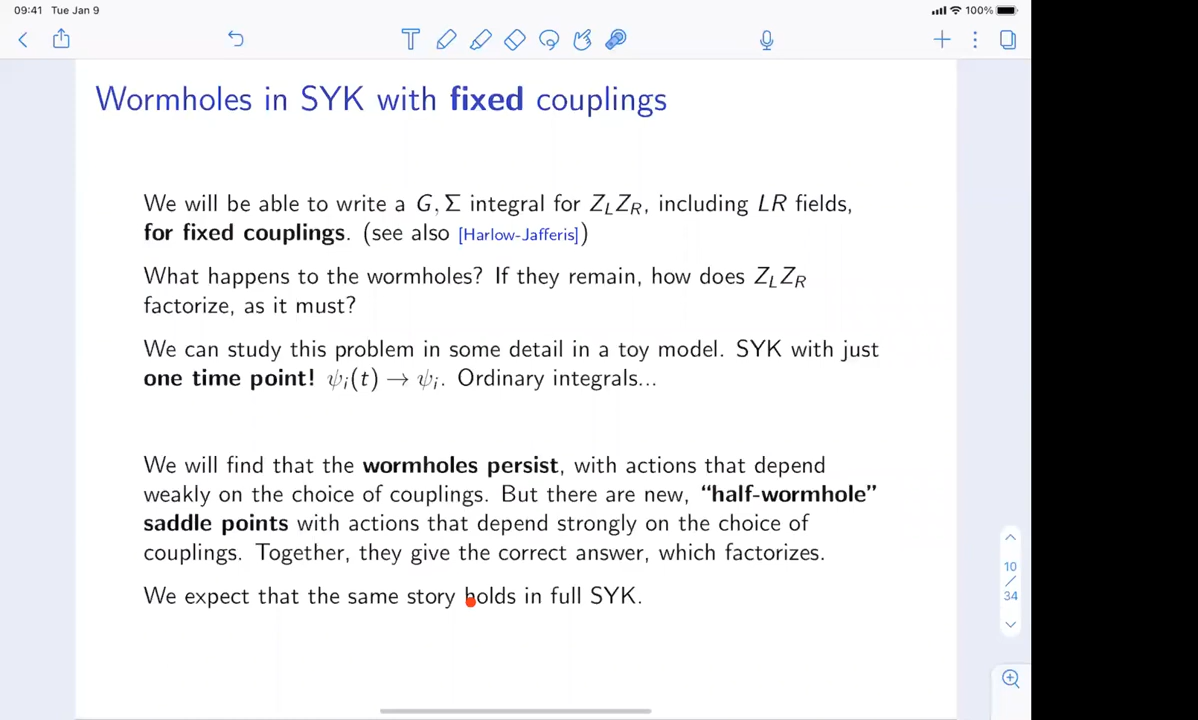 09:41 Tue Jan 9
100%
Wormholes in SYK with fixed couplings
We will be able to write a G, Σ integral for Z_L Z_R, including LR fields,
for fixed couplings. (see also [Harlow-Jafferis])
What happens to the wormholes? If they remain, how does Z_L Z_R
factorize, as it must?
We can study this problem in some detail in a toy model. SYK with just
one time point! ψ_i(t) → ψ_i. Ordinary integrals...
We will find that the wormholes persist, with actions that depend
weakly on the choice of couplings. But there are new, “half-wormhole”
saddle points with actions that depend strongly on the choice of
couplings. Together, they give the correct answer, which factorizes.
We expect that the same story holds in full SYK.
10
/
34